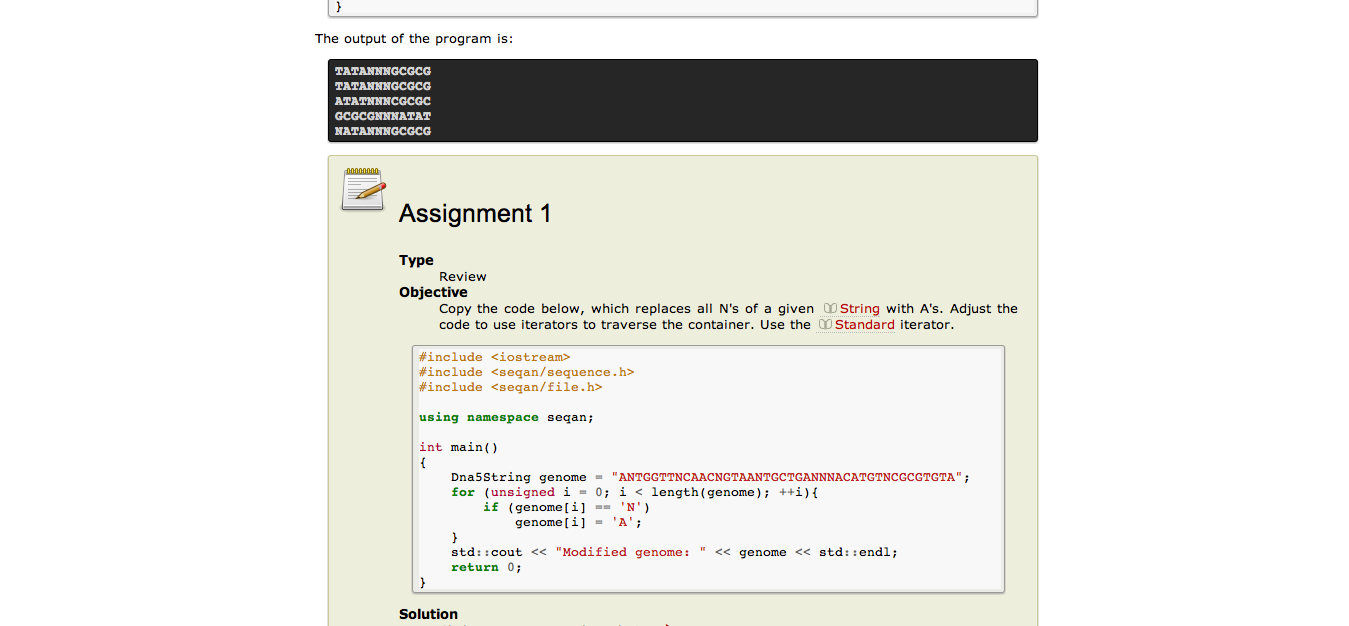 }
The output of the program is:
TATANNNGCGCG
TATANNNGCGCG
ATATNNNCGCGC
GCGCGNNNATAT
NATANNNGCGCG
Assignment 1
Type
Review
Objective
Copy the code below, which replaces all N's of a given String with A's. Adjust the
code to use iterators to traverse the container. Use the Standard iterator.
#include <iostream>
#include <seqan/sequence.h>
#include <seqan/file.h>
using namespace seqan;
int main()
{
Dna5String genome = "ANTGGTTNCAACNGTAANTGCTGANNNACATGTNCGCGTGTA";
for (unsigned i = 0; i < length(genome); ++i){
if (genome[i] == 'N')
genome[i] = 'A';
}
std::cout << "Modified genome: " << genome << std::endl;
return 0;
}
Solution